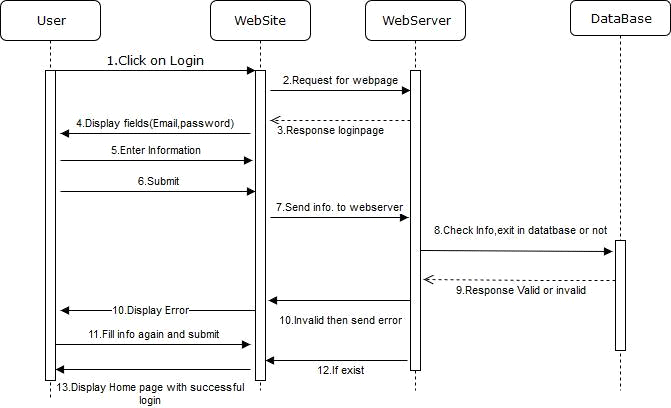 User
WebSite
WebServer
DataBase
1.Click on Login
2.Request for webpage
3.Response loginpage
4.Display fields(Email,password)
5.Enter Information
6.Submit
7.Send info. to webserver
8.Check Info,exit in datatbase or not
9.Response Valid or invalid
10.Display Error
10.Invalid then send error
11.Fill info again and submit
12.If exist
13.Display Home page with successful
login